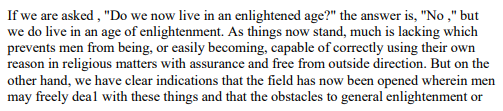 If we are asked , "Do we now live in an enlightened age?" the answer is, "No ," but
we do live in an age of enlightenment. As things now stand, much is lacking which
prevents men from being, or easily becoming, capable of correctly using their own
reason in religious matters with assurance and free from outside direction. But on the
other hand, we have clear indications that the field has now been opened wherein men
may freely dea1 with these things and that the obstacles to general enlightenment or